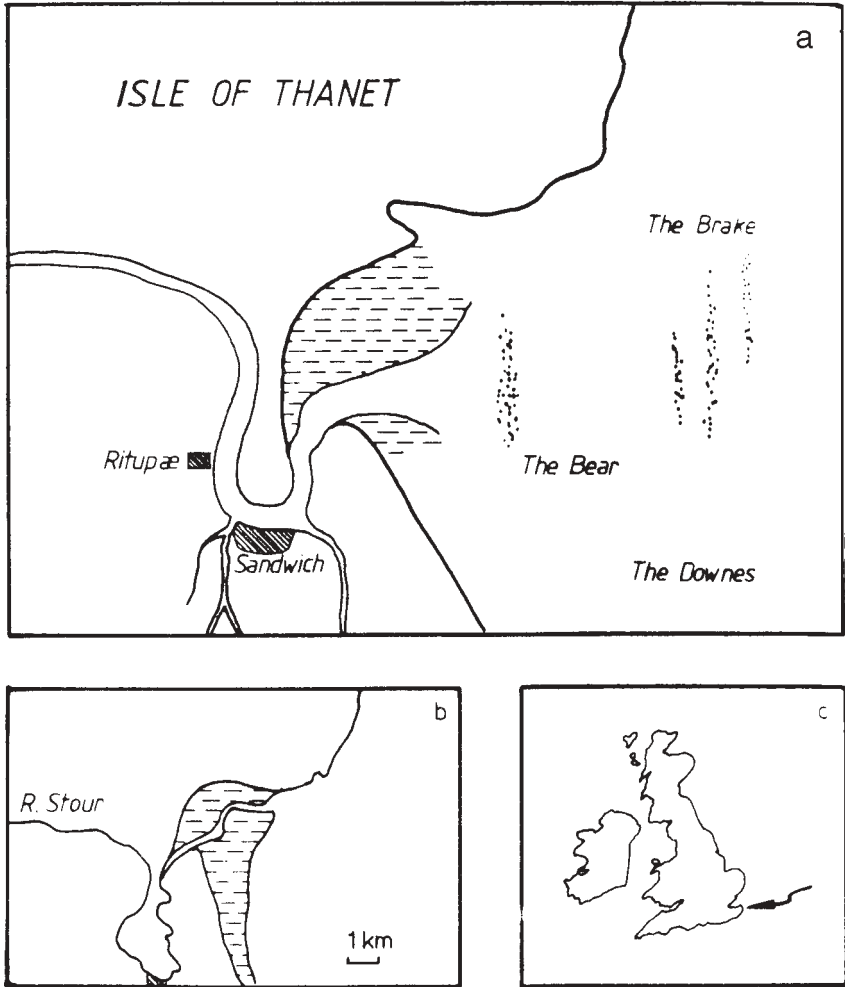 a
ISLE OF THANET
The Brake
Ritupæ
The Bear
Sandwich
The Downes
b
R. Stour
1 km
c